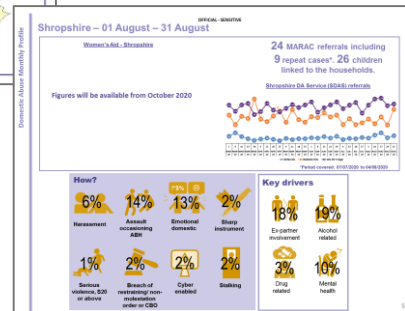 OFFICIAL - SENSITIVE
Shropshire – 01 August – 31 August
Domestic Abuse Monthly Profile
Women's Aid - Shropshire
Figures will be available from October 2020
24 MARAC referrals including
9 repeat cases*. 26 children
linked to the households.
Shropshire DA Service (SDAS) referrals
*Period covered: 07/07/2020 to 04/08/2020
How?
6%
Harassment
14%
Assault
occasioning
ABH
13%
Emotional
domestic
2%
Sharp
instrument
1%
Serious
violence, S20
or above
2%
Breach of
restraining/ non-
molestation
order or CBO
2%
Cyber
enabled
2%
Stalking
Key drivers
18%
Ex-partner
involvement
19%
Alcohol
related
3%
Drug
related
10%
Mental
health